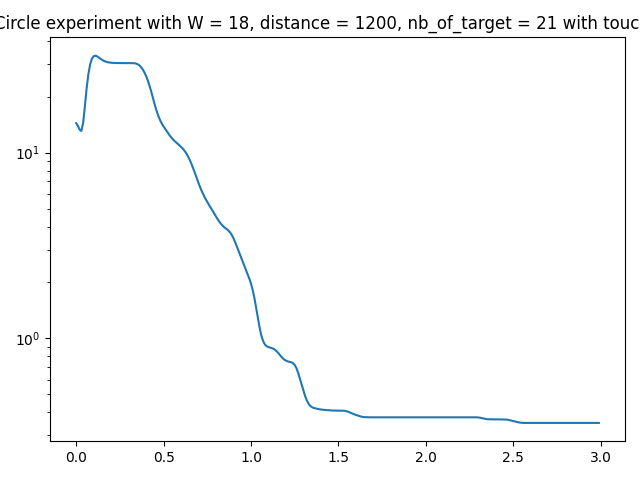 Circle experiment with W = 18, distance = 1200, nb_of_target = 21 with
10¹
10⁰
0.0 0.5 1.0 1.5 2.0 2.5 3.0